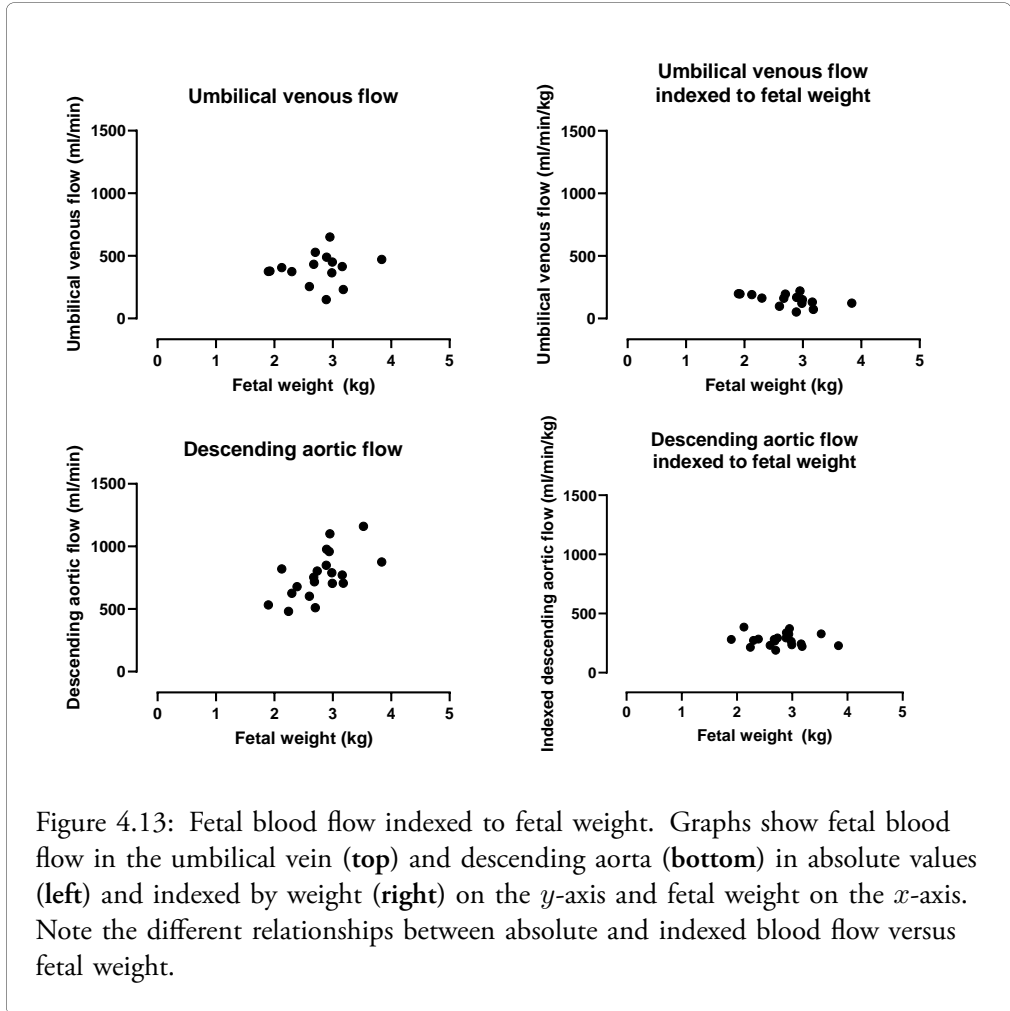 Umbilical venous flow
Umbilical venous flow (ml/min)
1500
1000
500
0
0 1 2 3 4 5
Fetal weight (kg)
Umbilical venous flow
indexed to fetal weight
Umbilical venous flow (ml/min/kg)
1500
1000
500
0
0 1 2 3 4 5
Fetal weight (kg)
Descending aortic flow
Descending aortic flow (ml/min)
1500
1000
500
0
0 1 2 3 4 5
Fetal weight (kg)
Descending aortic flow
indexed to fetal weight
Indexed descending aortic flow (ml/min/kg)
1500
1000
500
0
0 1 2 3 4 5
Fetal weight (kg)
Figure 4.13: Fetal blood flow indexed to fetal weight. Graphs show fetal blood
flow in the umbilical vein (top) and descending aorta (bottom) in absolute values
(left) and indexed by weight (right) on the y-axis and fetal weight on the x-axis.
Note the different relationships between absolute and indexed blood flow versus
fetal weight.